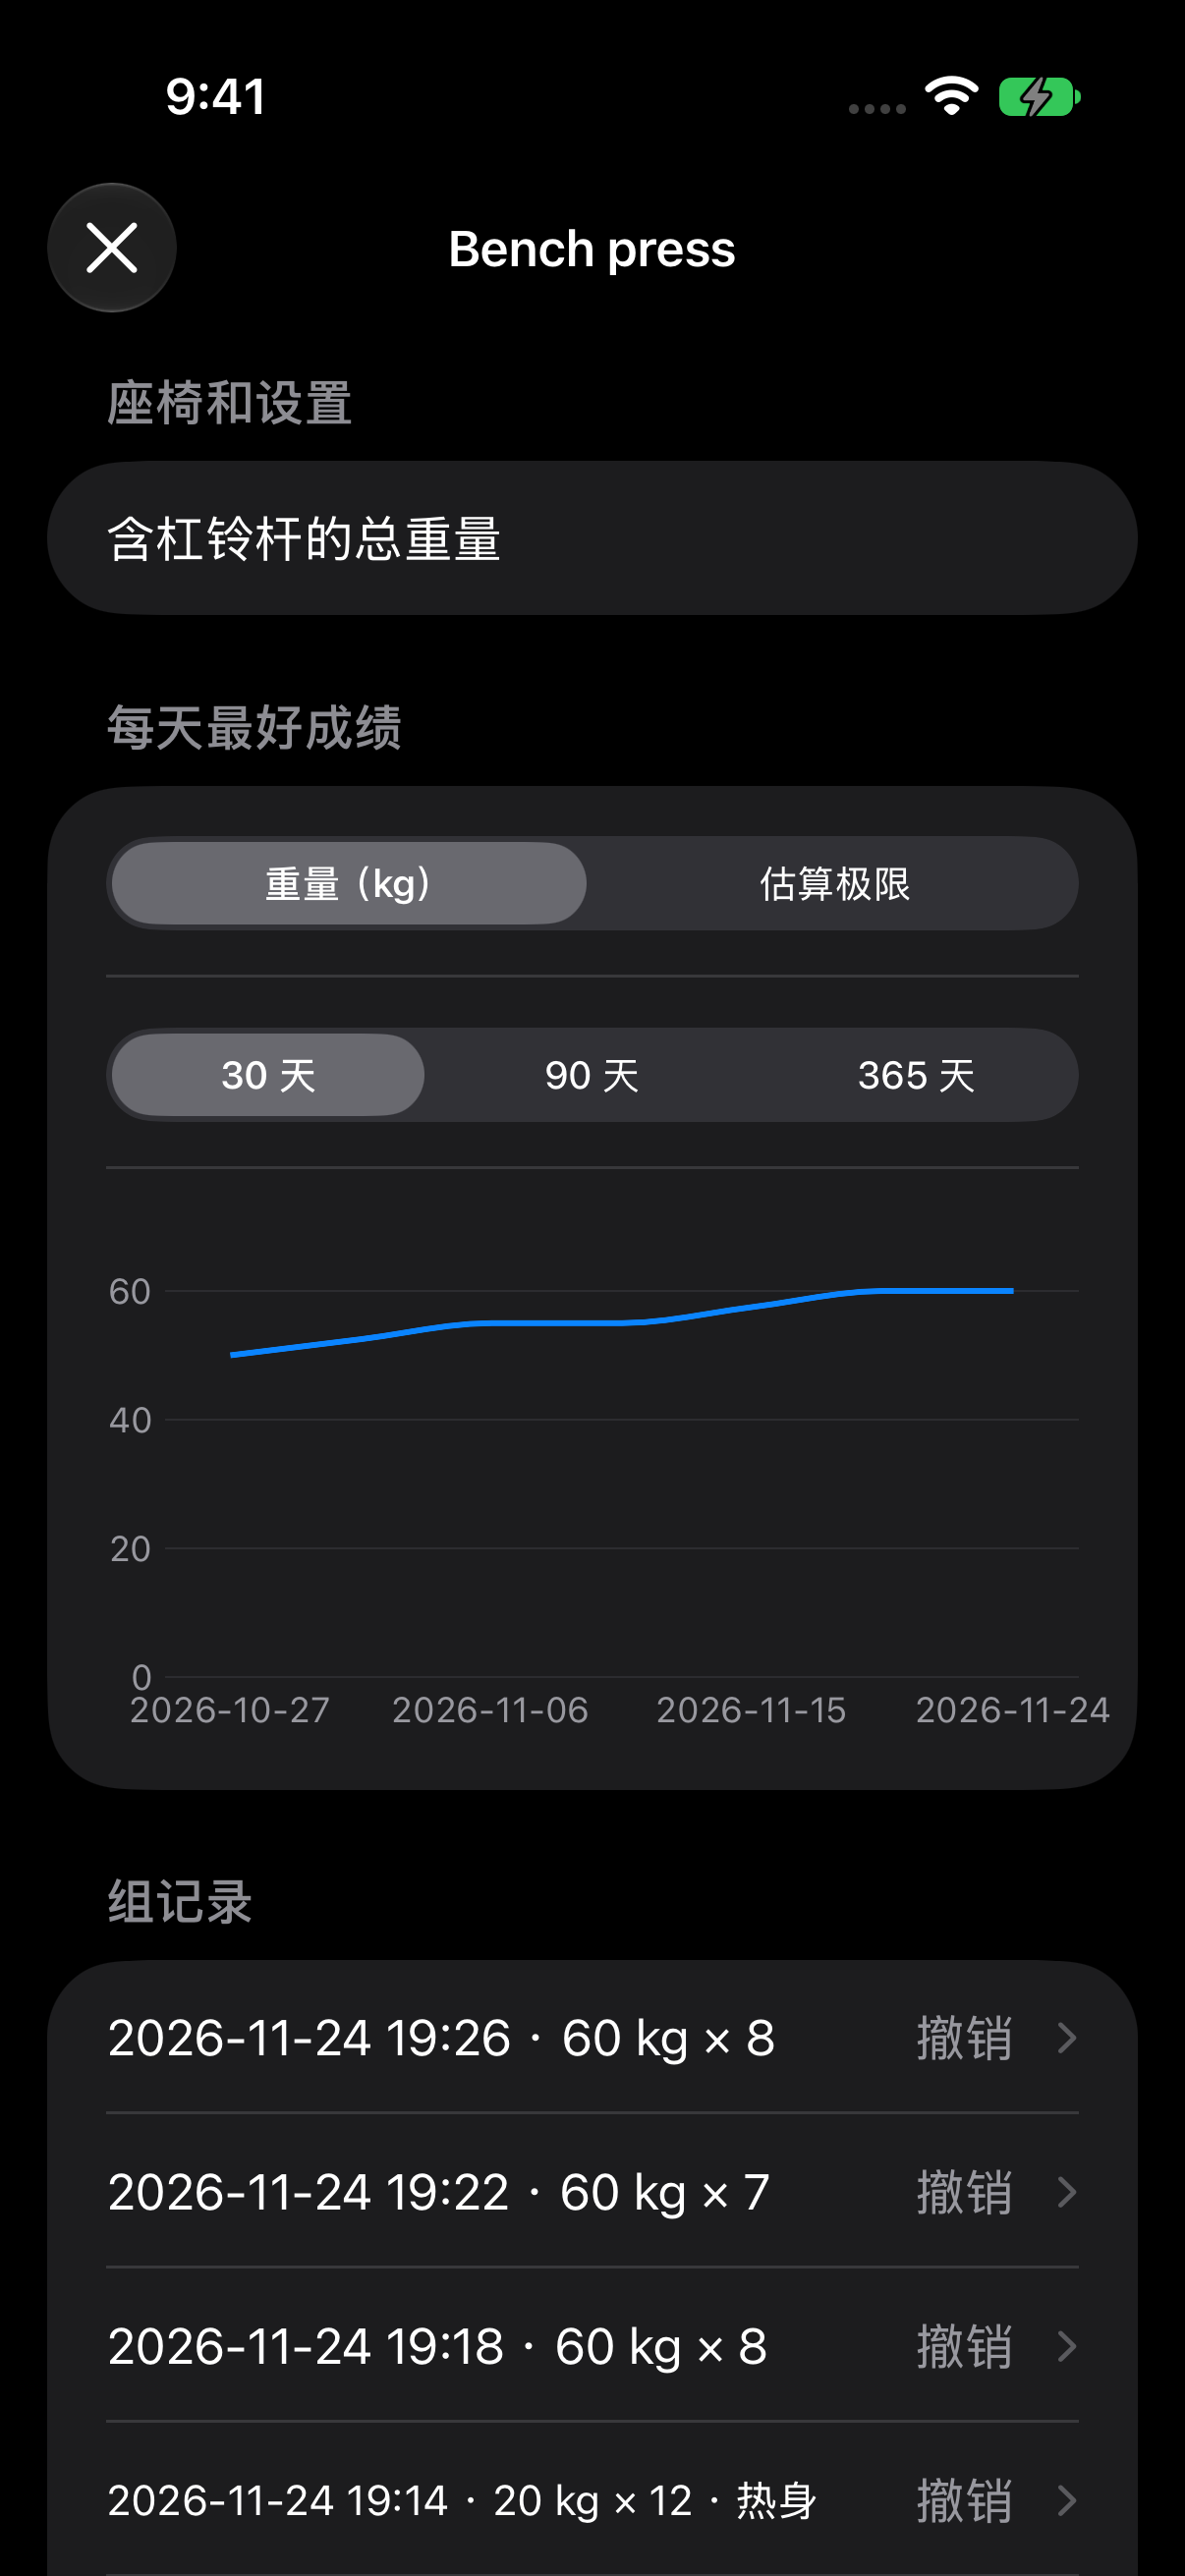 9:41
Bench press
座椅和设置
含杠铃杆的总重量
每天最好成绩
重量（kg） 估算极限
30 天 90 天 365 天
60
40
20
0
2026-10-27 2026-11-06 2026-11-15 2026-11-24
组记录
2026-11-24 19:26 · 60 kg × 8 撤销
2026-11-24 19:22 · 60 kg × 7 撤销
2026-11-24 19:18 · 60 kg × 8 撤销
2026-11-24 19:14 · 20 kg × 12 · 热身 撤销